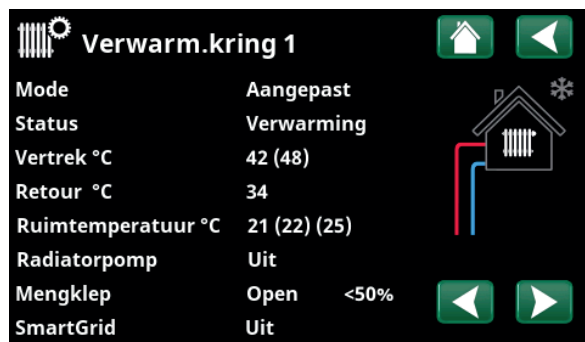 Verwarm.kring 1
Mode Aangepast
Status Verwarming
Vertrek °C 42 (48)
Retour °C 34
Ruimtemperatuur °C 21 (22) (25)
Radiatorpomp Uit
Mengklep Open <50%
SmartGrid Uit